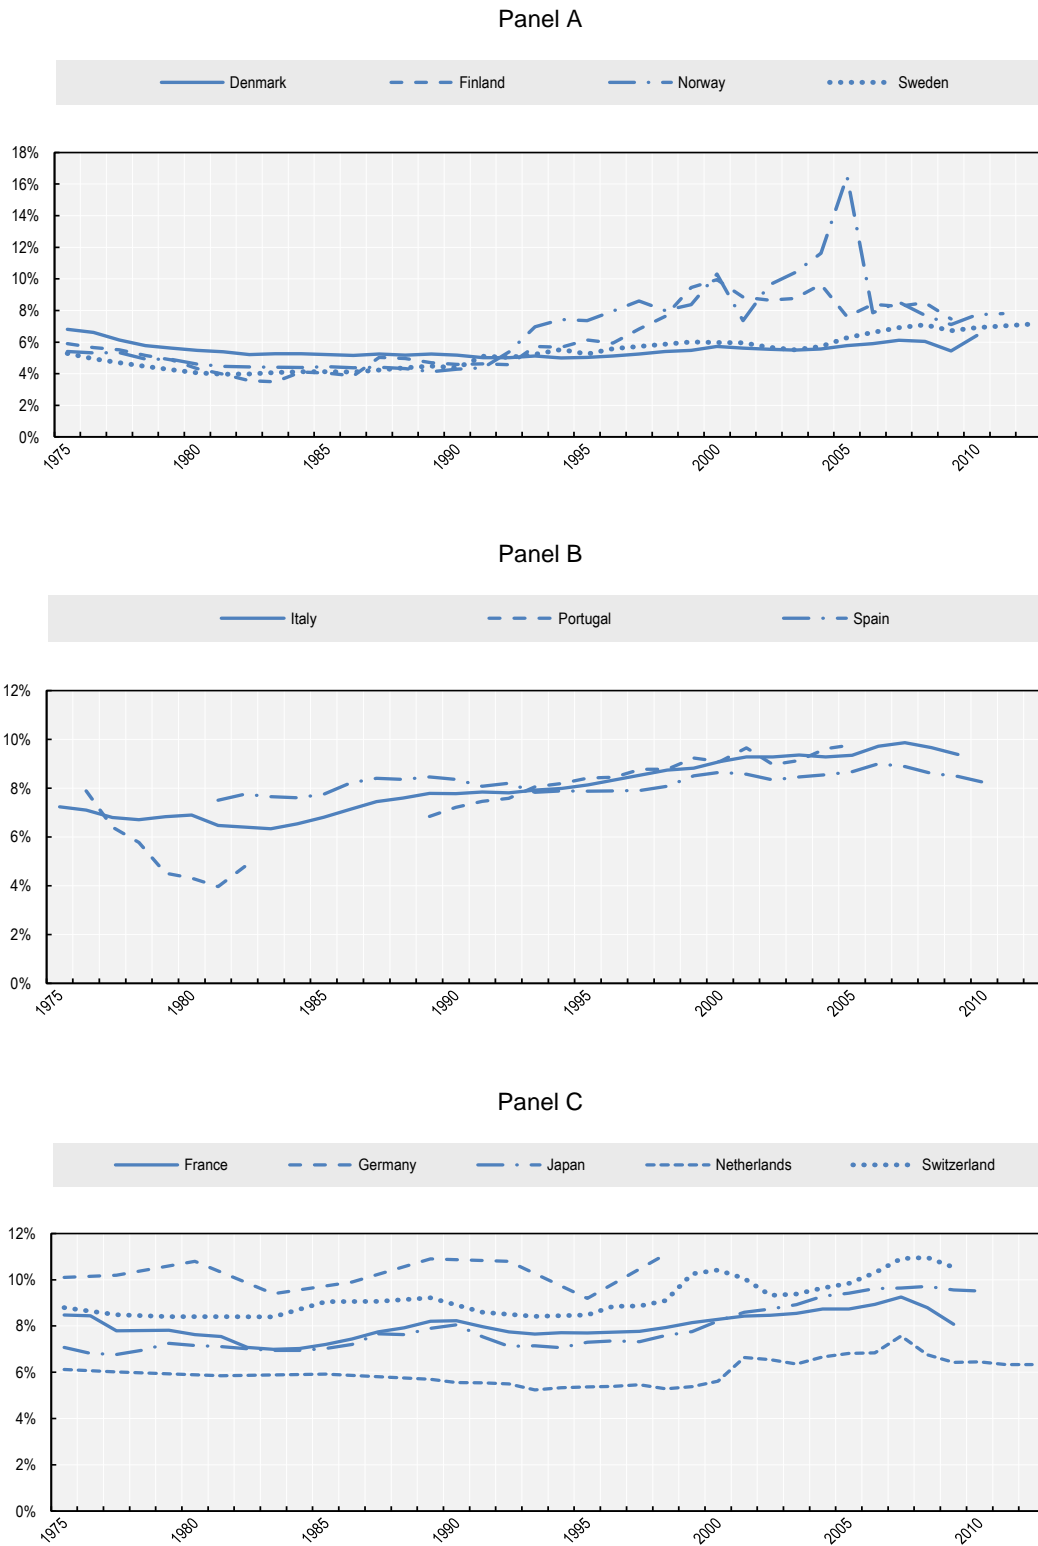 Panel A
Denmark Finland Norway Sweden
18%
16%
14%
12%
10%
8%
6%
4%
2%
0%
1975 1980 1985 1990 1995 2000 2005 2010
Panel B
Italy Portugal Spain
12%
10%
8%
6%
4%
2%
0%
1975 1980 1985 1990 1995 2000 2005 2010
Panel C
France Germany Japan Netherlands Switzerland
12%
10%
8%
6%
4%
2%
0%
1975 1980 1985 1990 1995 2000 2005 2010